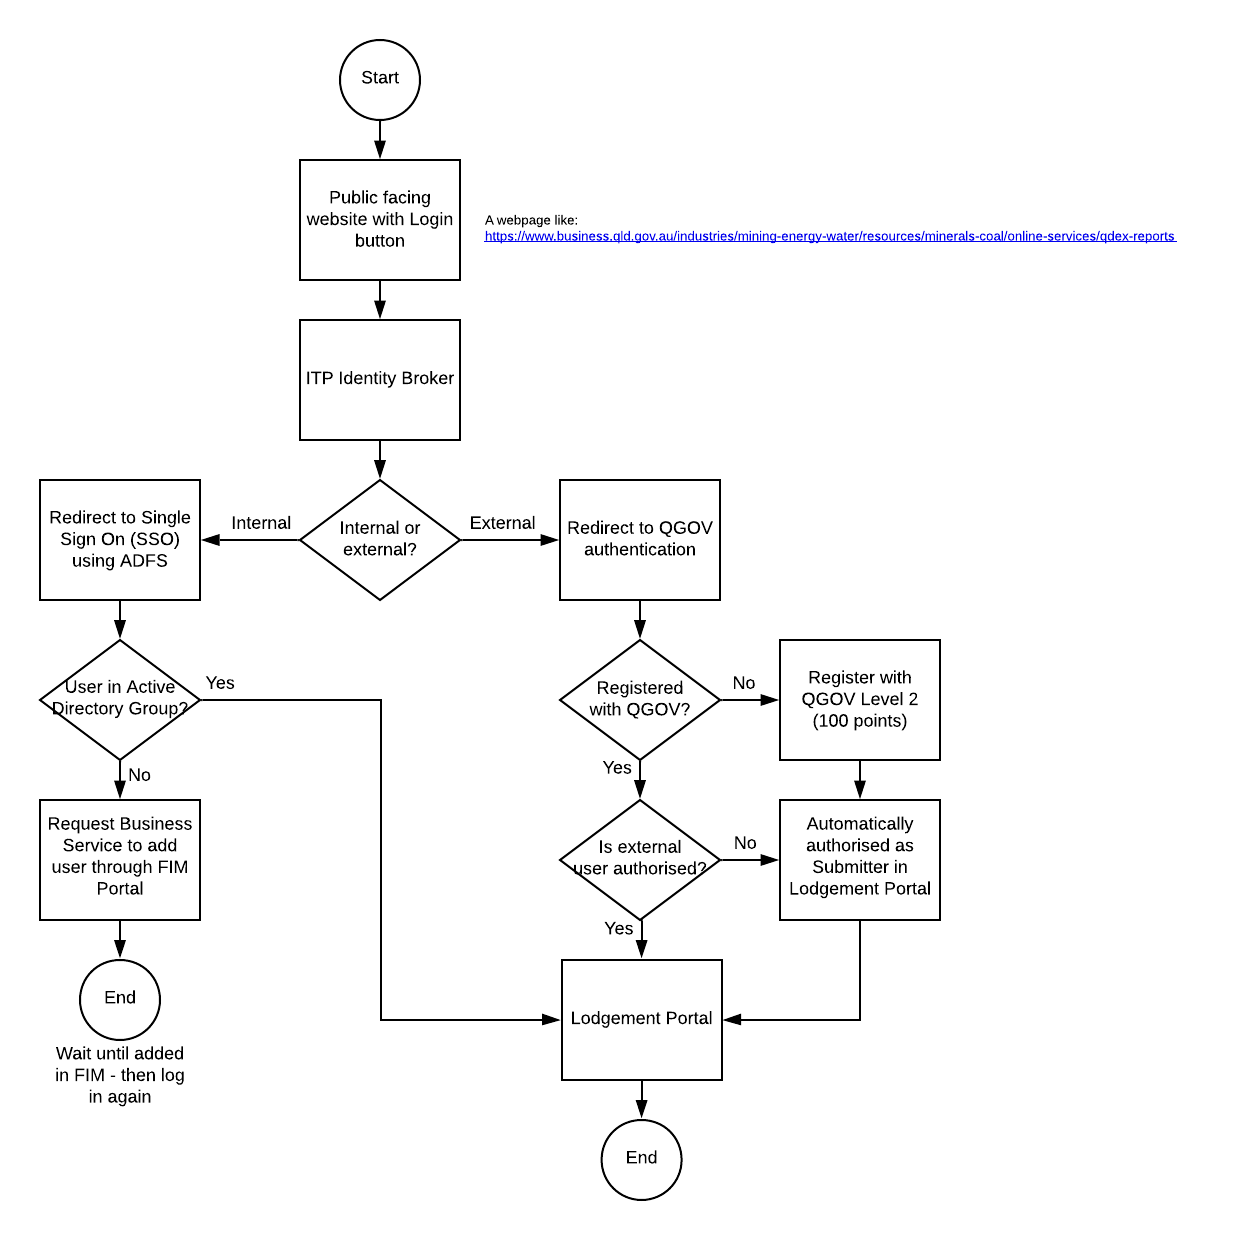 Start
Public facing
website with Login
button
A webpage like:
https://www.business.qld.gov.au/industries/mining-energy-water/resources/minerals-coal/online-services/qdex-reports
ITP Identity Broker
Internal or
external?
Internal
External
Redirect to Single
Sign On (SSO)
using ADFS
Redirect to QGOV
authentication
User in Active
Directory Group?
Yes
No
Registered
with QGOV?
No
Yes
Register with
QGOV Level 2
(100 points)
Request Business
Service to add
user through FIM
Portal
Is external
user authorised?
No
Yes
Automatically
authorised as
Submitter in
Lodgement Portal
End
Wait until added
in FIM - then log
in again
Lodgement Portal
End